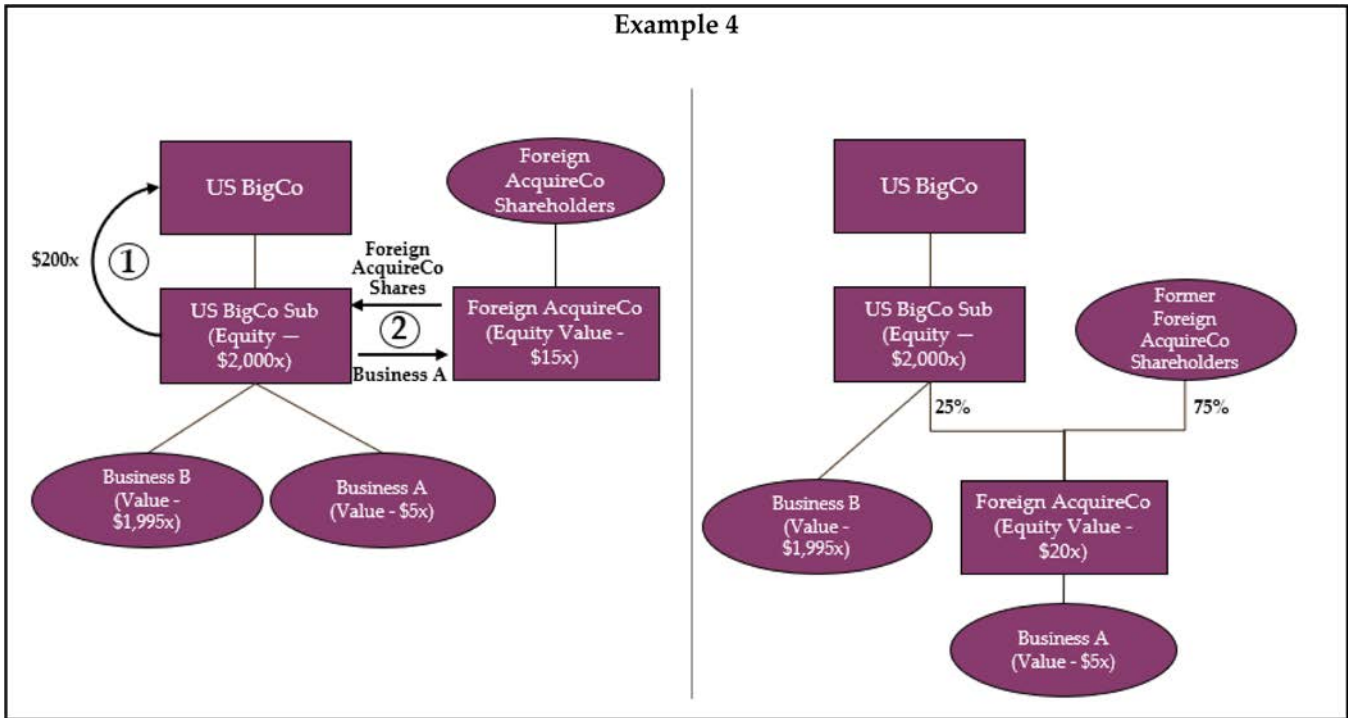 Example 4
US BigCo
Foreign
AcquireCo
Shareholders
$200x
①
Foreign
AcquireCo
Shares
US BigCo Sub
(Equity —
$2,000x)
②
Business A
Foreign AcquireCo
(Equity Value -
$15x)
Business B
(Value -
$1,995x)
Business A
(Value - $5x)
US BigCo
US BigCo Sub
(Equity —
$2,000x)
Former
Foreign
AcquireCo
Shareholders
25%
75%
Business B
(Value -
$1,995x)
Foreign AcquireCo
(Equity Value -
$20x)
Business A
(Value - $5x)